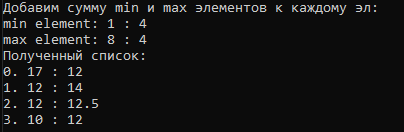 Добавим сумму min и max элементов к каждому эл:
min element: 1 : 4
max element: 8 : 4
Полученный список:
0. 17 : 12
1. 12 : 14
2. 12 : 12.5
3. 10 : 12